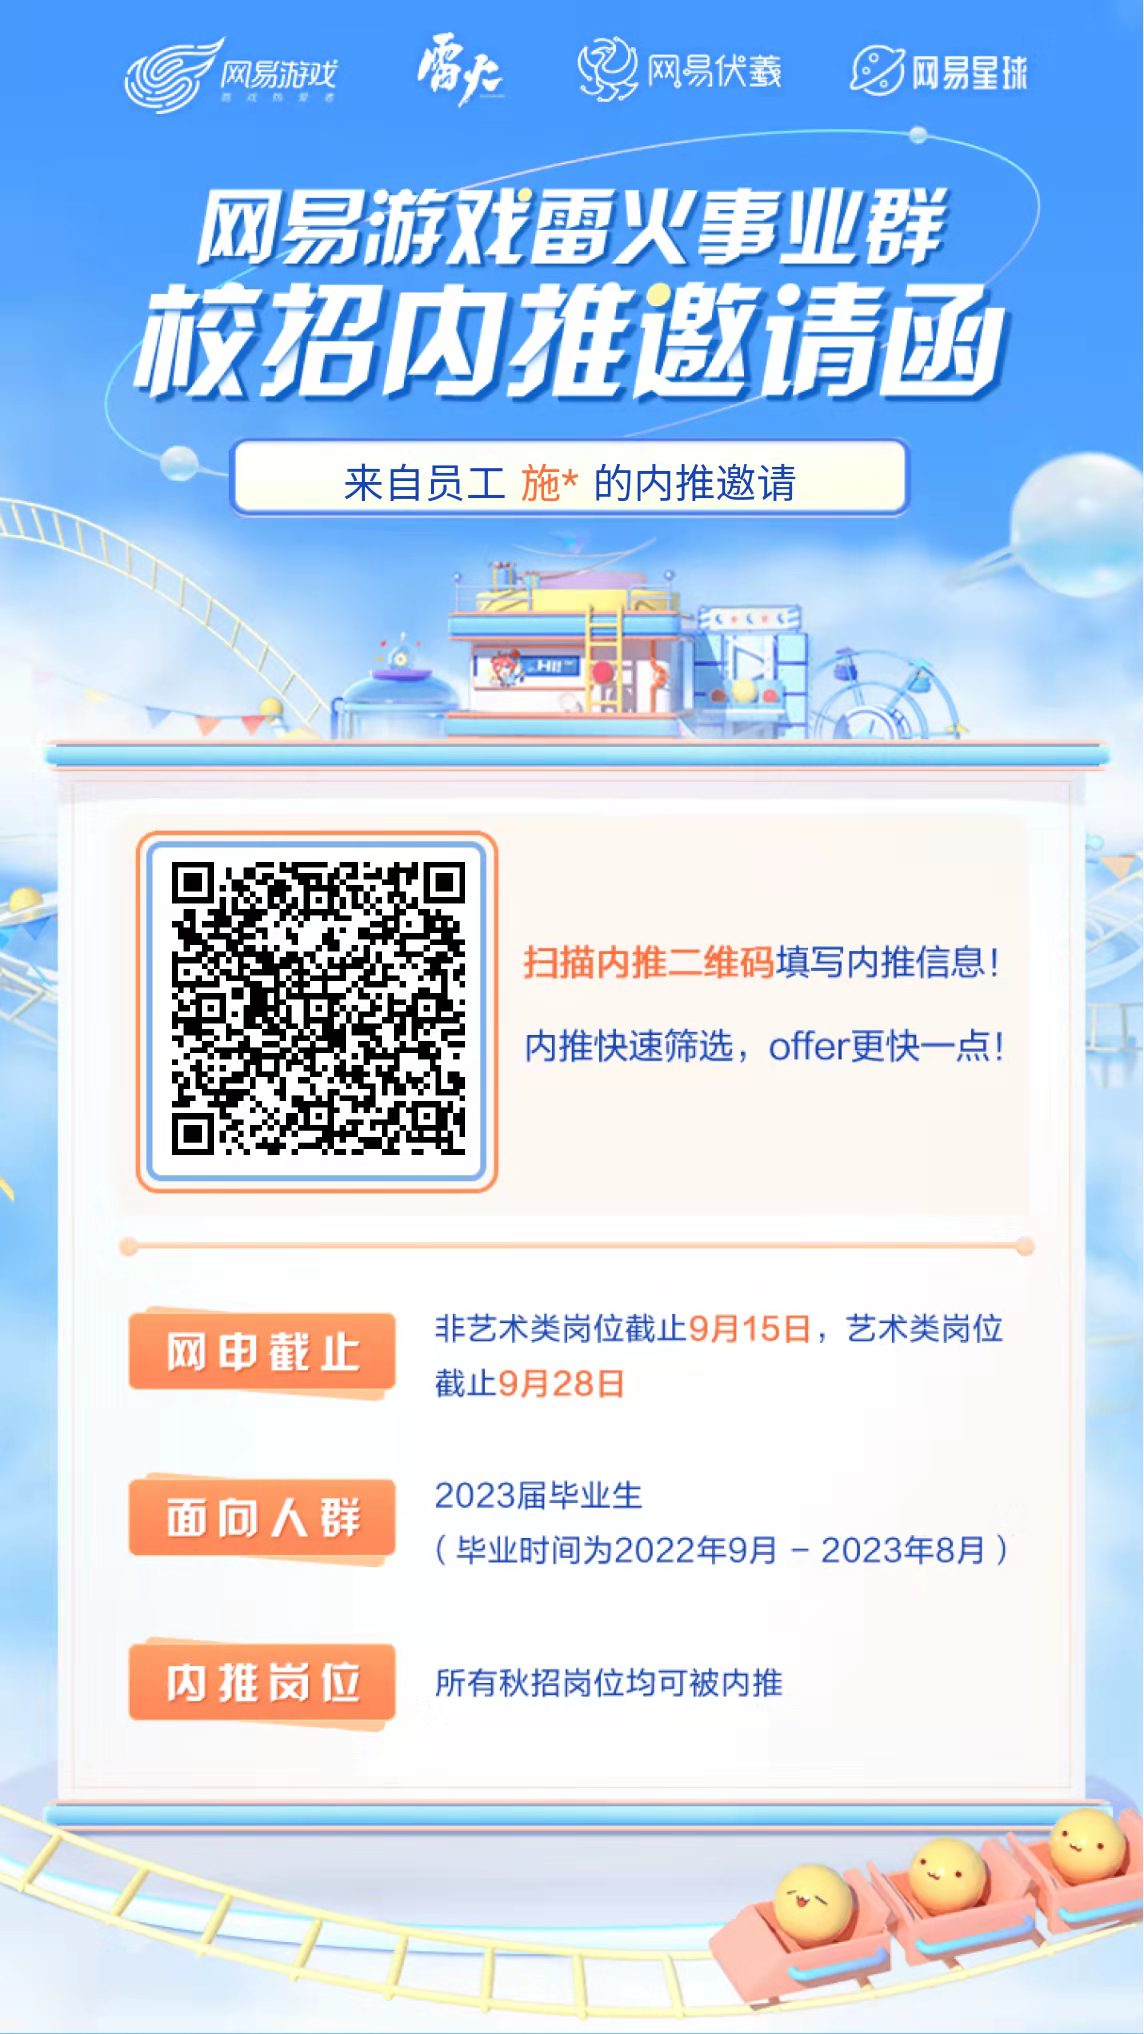 网易游戏
游戏热爱者
雷火
网易伏羲
网易星球
网易游戏雷火事业群
校招内推邀请函
来自员工 施* 的内推邀请
HI!
扫描内推二维码填写内推信息！
内推快速筛选，offer更快一点！
网申截止
非艺术类岗位截止9月15日，艺术类岗位
截止9月28日
面向人群
2023届毕业生
（毕业时间为2022年9月 - 2023年8月）
内推岗位
所有秋招岗位均可被内推